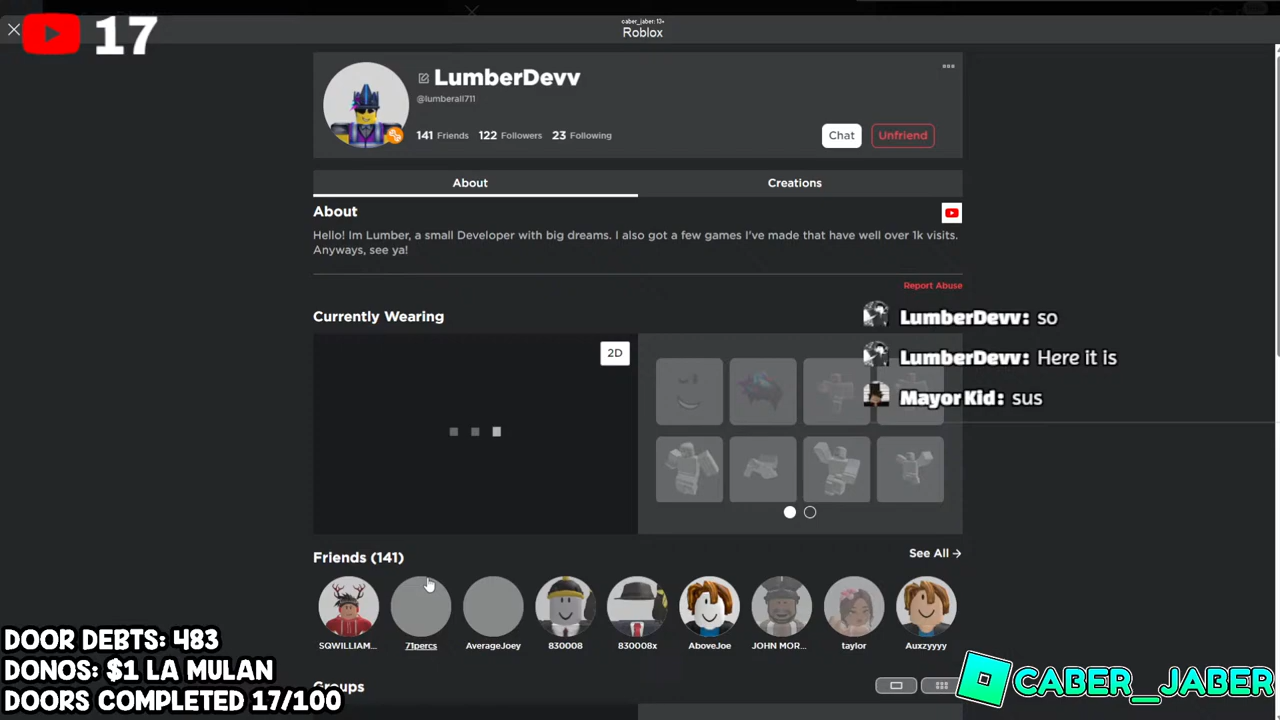 17
caber_jaber: 13+
Roblox
LumberDevv
@lumberall711
141 Friends 122 Followers 23 Following
Chat
Unfriend
About
Creations
About
Hello! Im Lumber, a small Developer with big dreams. I also got a few games I've made that have well over 1k visits.
Anyways, see ya!
Report Abuse
Currently Wearing
2D
LumberDevv: so
LumberDevv: Here it is
Mayor Kid: sus
Friends (141)
See All →
SQWILLIAM... 71percs AverageJoey 830008 830008x AboveJoe JOHN MOR... taylor Auxzyyyy
Groups
DOOR DEBTS: 483
DONOS: $1 LA MULAN
DOORS COMPLETED 17/100
CABER_JABER